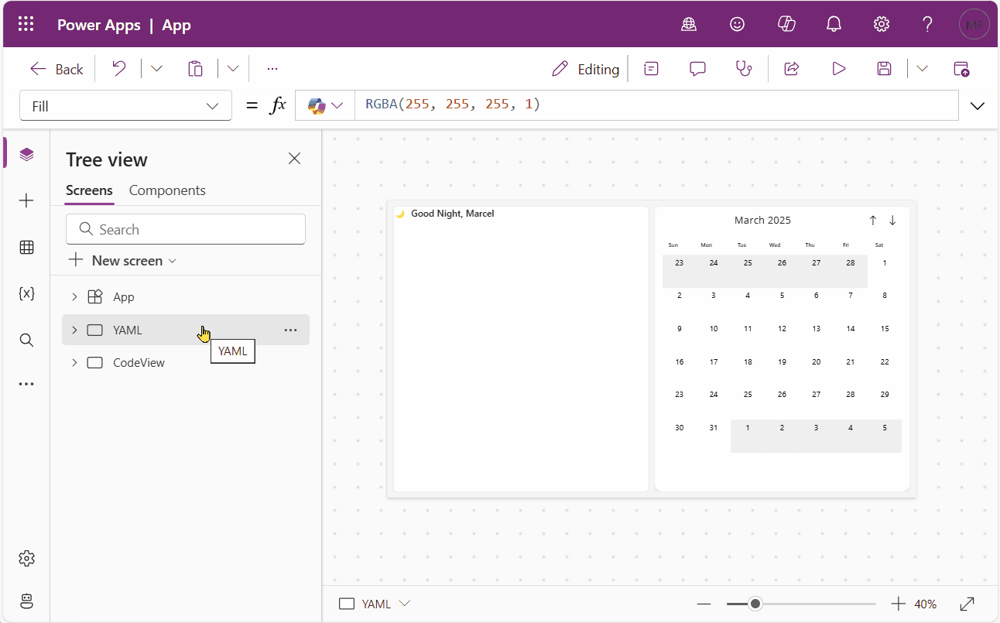 Power Apps | App
MF
Back
Editing
Fill
= fx
RGBA(255, 255, 255, 1)
Tree view
Screens Components
Search
New screen
App
YAML
YAML
CodeView
Good Night, Marcel
March 2025
Sun Mon Tue Wed Thu Fri Sat
23 24 25 26 27 28 1
2 3 4 5 6 7 8
9 10 11 12 13 14 15
16 17 18 19 20 21 22
23 24 25 26 27 28 29
30 31 1 2 3 4 5
YAML
40%